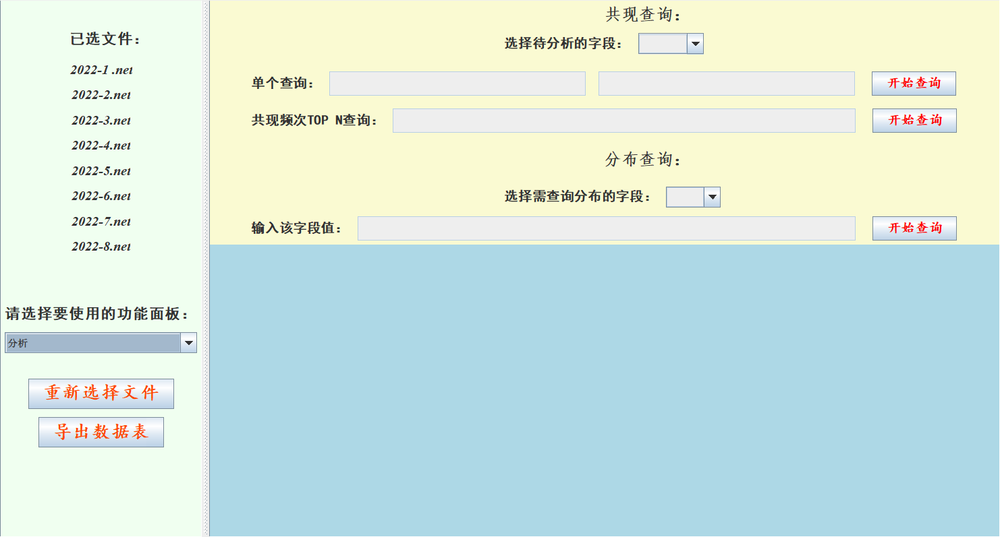 已选文件：
2022-1 .net
2022-2.net
2022-3.net
2022-4.net
2022-5.net
2022-6.net
2022-7.net
2022-8.net
请选择要使用的功能面板：
分析
重新选择文件
导出数据表
共现查询：
选择待分析的字段：
单个查询： 开始查询
共现频次TOP N查询： 开始查询
分布查询：
选择需查询分布的字段：
输入该字段值： 开始查询